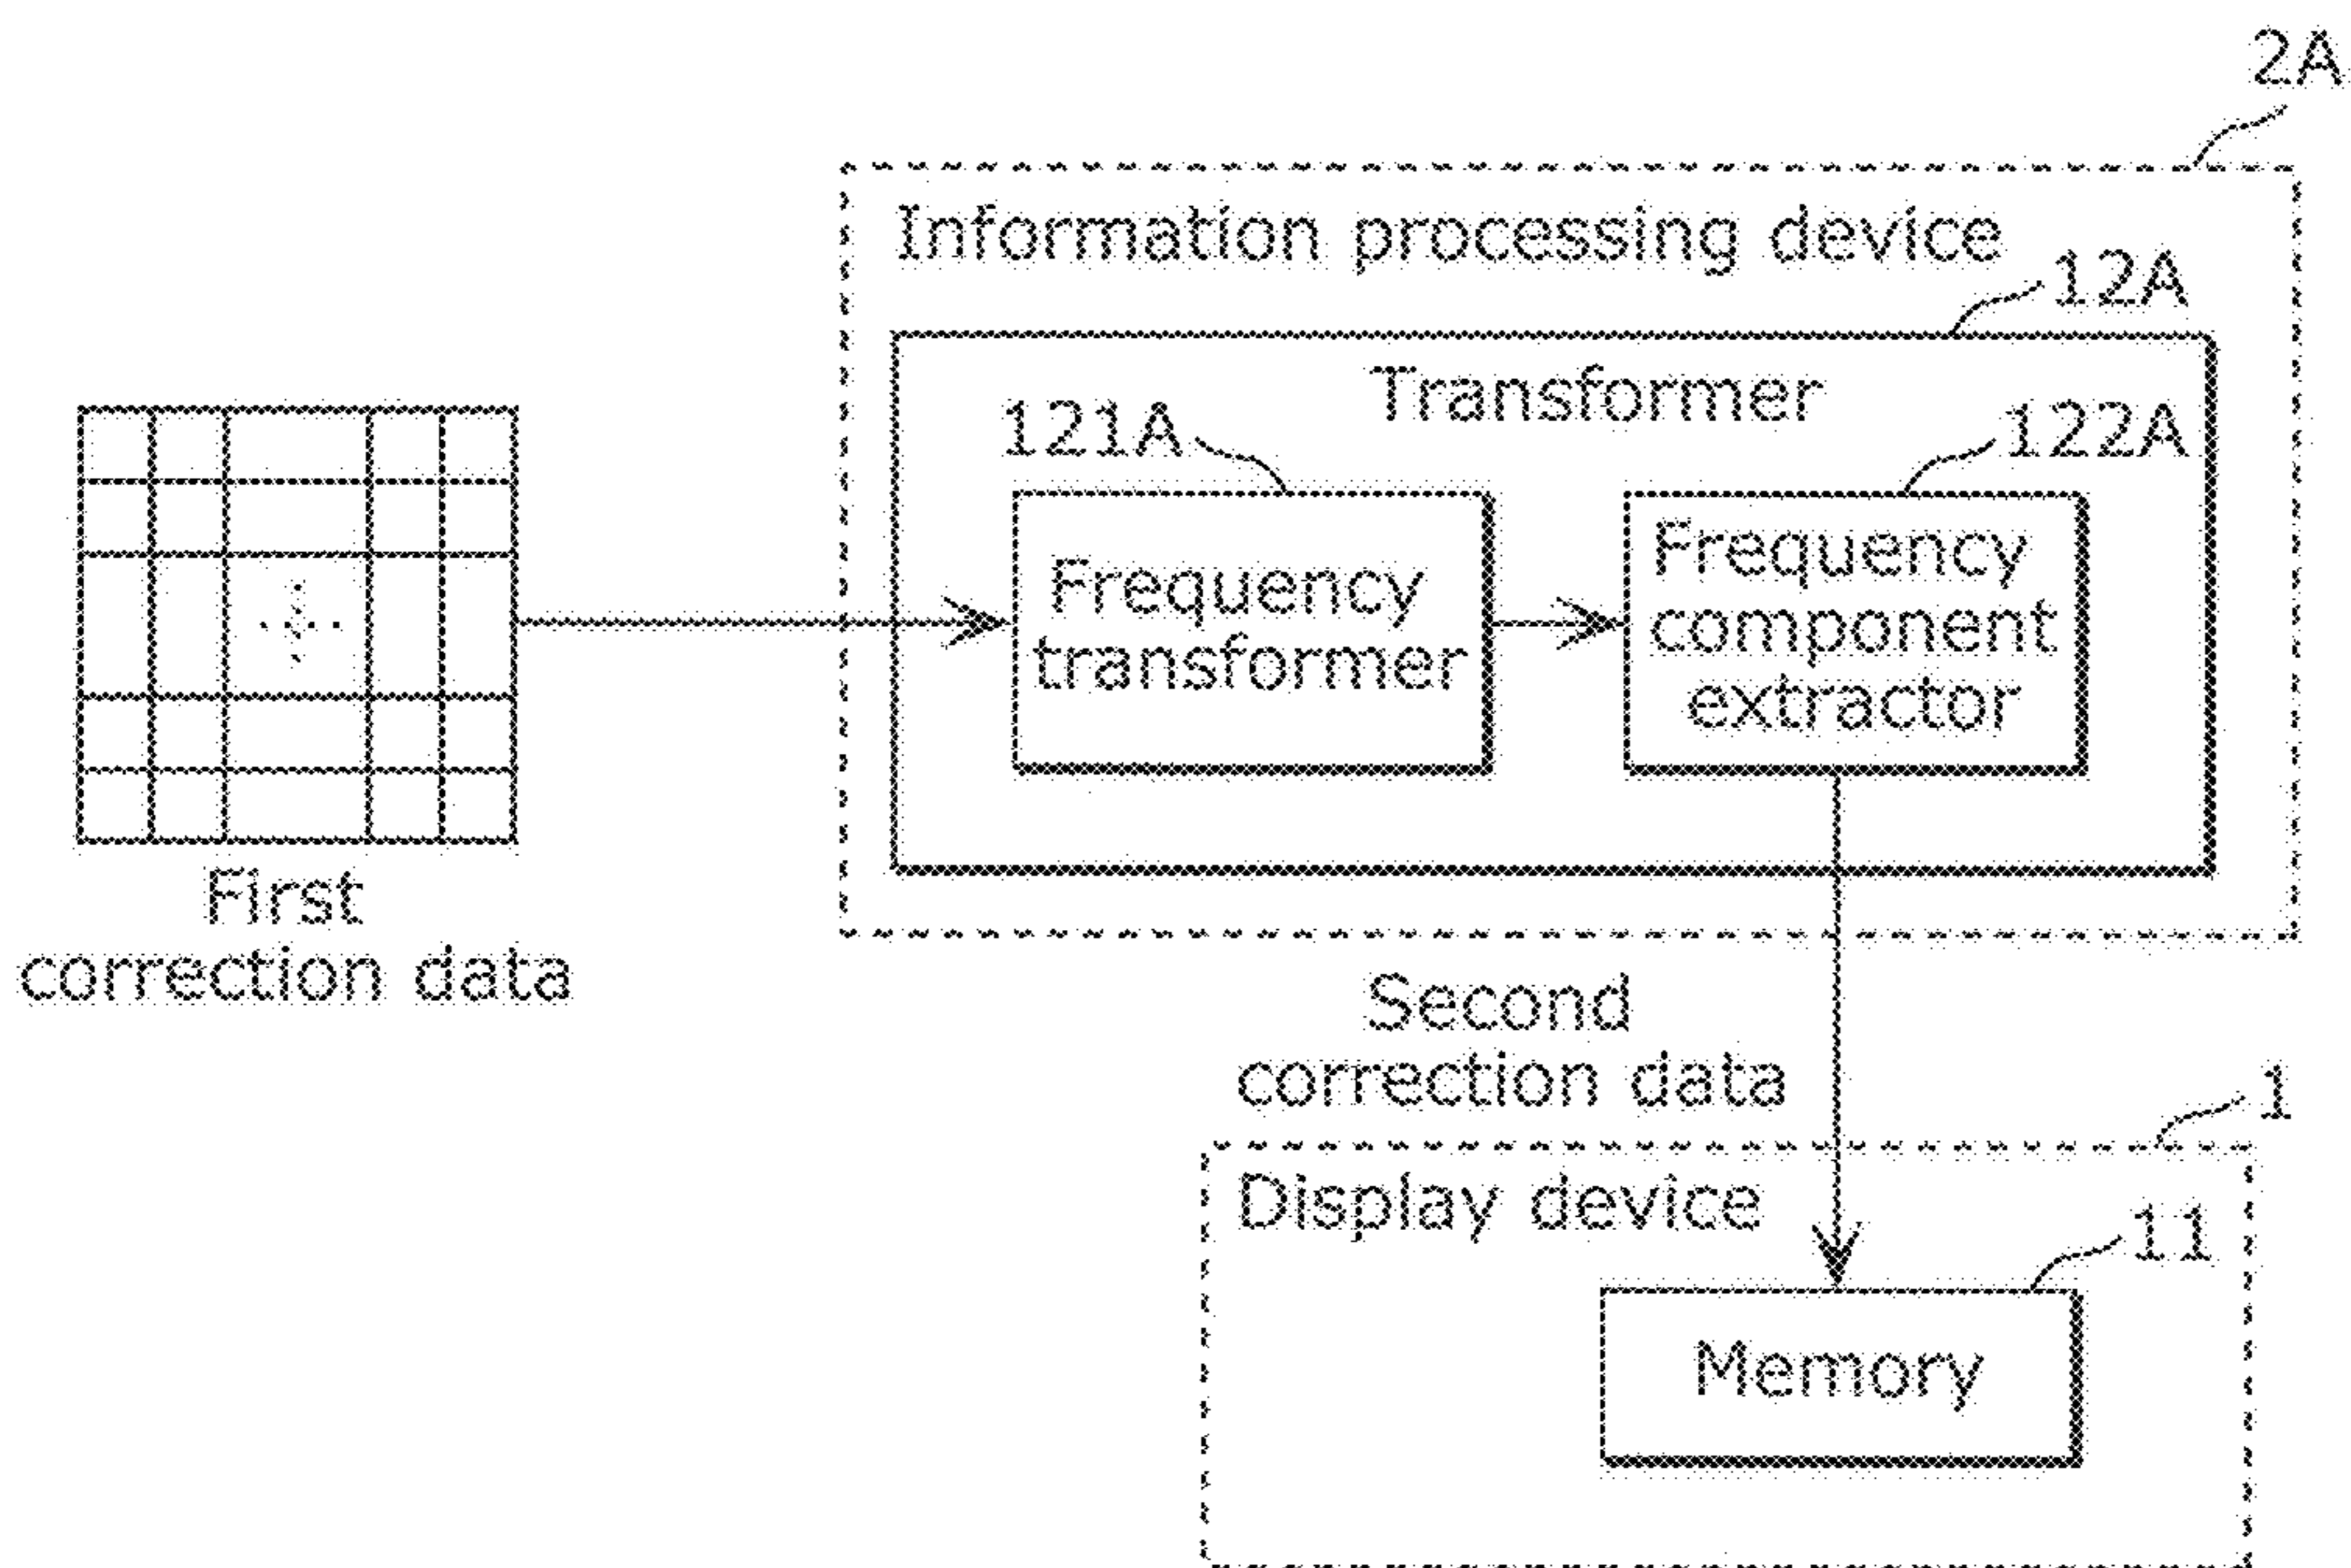 2A
Information processing device
12A
Transformer
121A
122A
Frequency
transformer
Frequency
component
extractor
First
correction data
Second
correction data
1
Display device
11
Memory